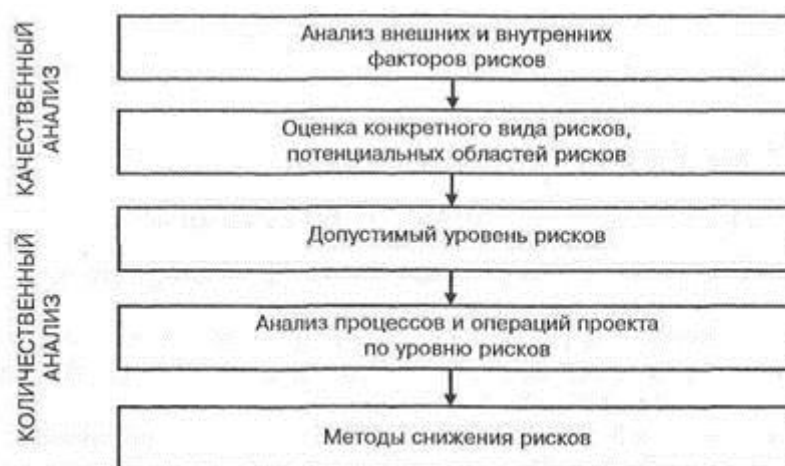 КАЧЕСТВЕННЫЙ
АНАЛИЗ
Анализ внешних и внутренних
факторов рисков
Оценка конкретного вида рисков,
потенциальных областей рисков
КОЛИЧЕСТВЕННЫЙ
АНАЛИЗ
Допустимый уровень рисков
Анализ процессов и операций проекта
по уровню рисков
Методы снижения рисков